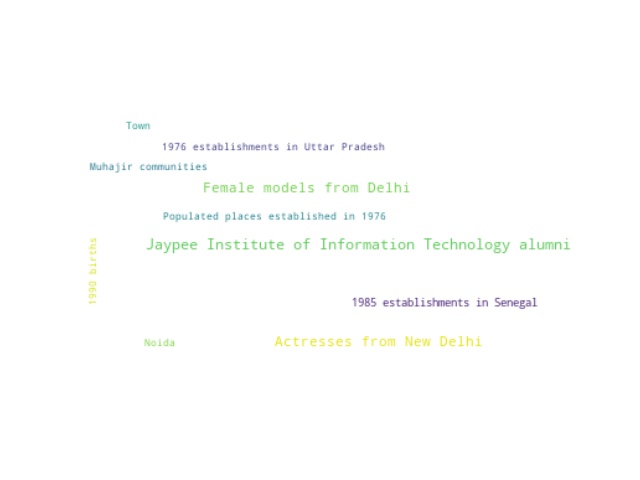 Town
1976 establishments in Uttar Pradesh
Muhajir communities
Female models from Delhi
Populated places established in 1976
Jaypee Institute of Information Technology alumni
1990 births
1985 establishments in Senegal
Noida
Actresses from New Delhi